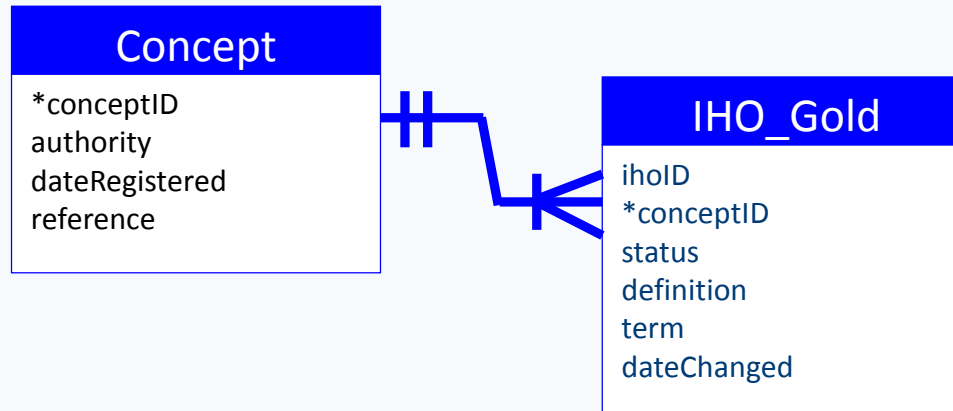 Concept
*conceptID
authority
dateRegistered
reference
IHO_Gold
ihoID
*conceptID
status
definition
term
dateChanged